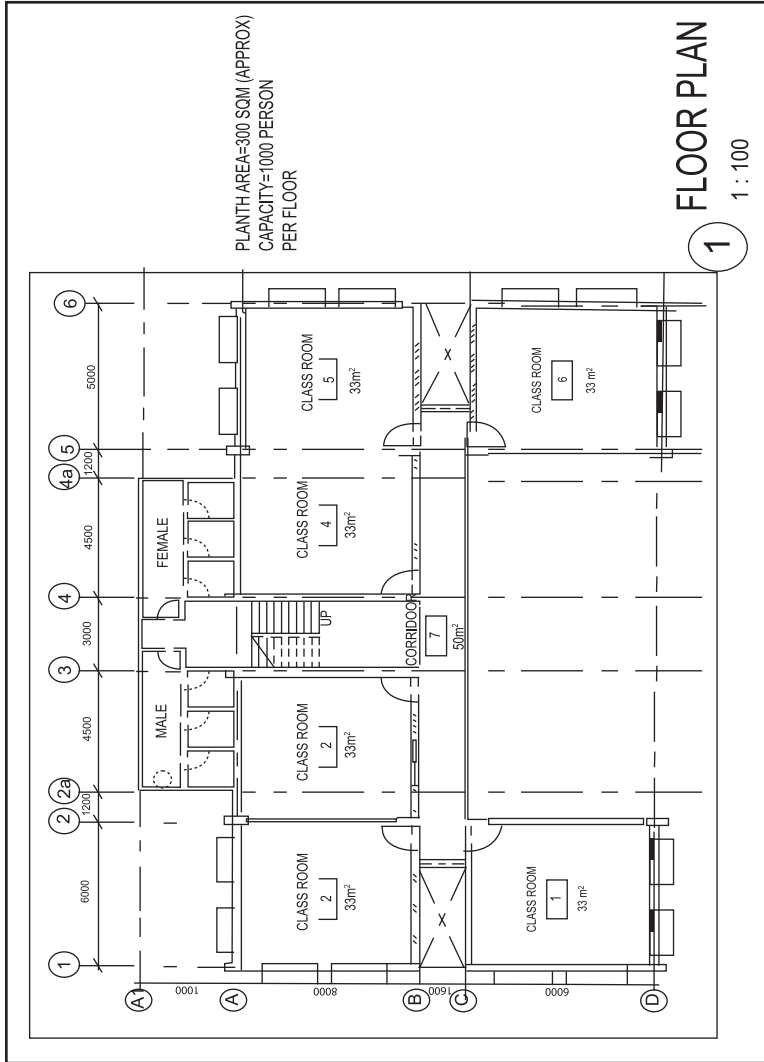 PLANTH AREA=300 SQM (APPROX)
CAPACITY=1000 PERSON
PER FLOOR
1
2
2a
3
4
4a
5
6
6000
1200
4500
3000
4500
1200
5000
MALE
FEMALE
A1
1000
A
8000
B
1600
C
6000
D
CLASS ROOM
2
33m²
CLASS ROOM
2
33m²
UP
CLASS ROOM
4
33m²
CLASS ROOM
5
33m²
X
CORRIDOOR
7
50m²
X
CLASS ROOM
1
33 m²
CLASS ROOM
6
33 m²
1
FLOOR PLAN
1 : 100